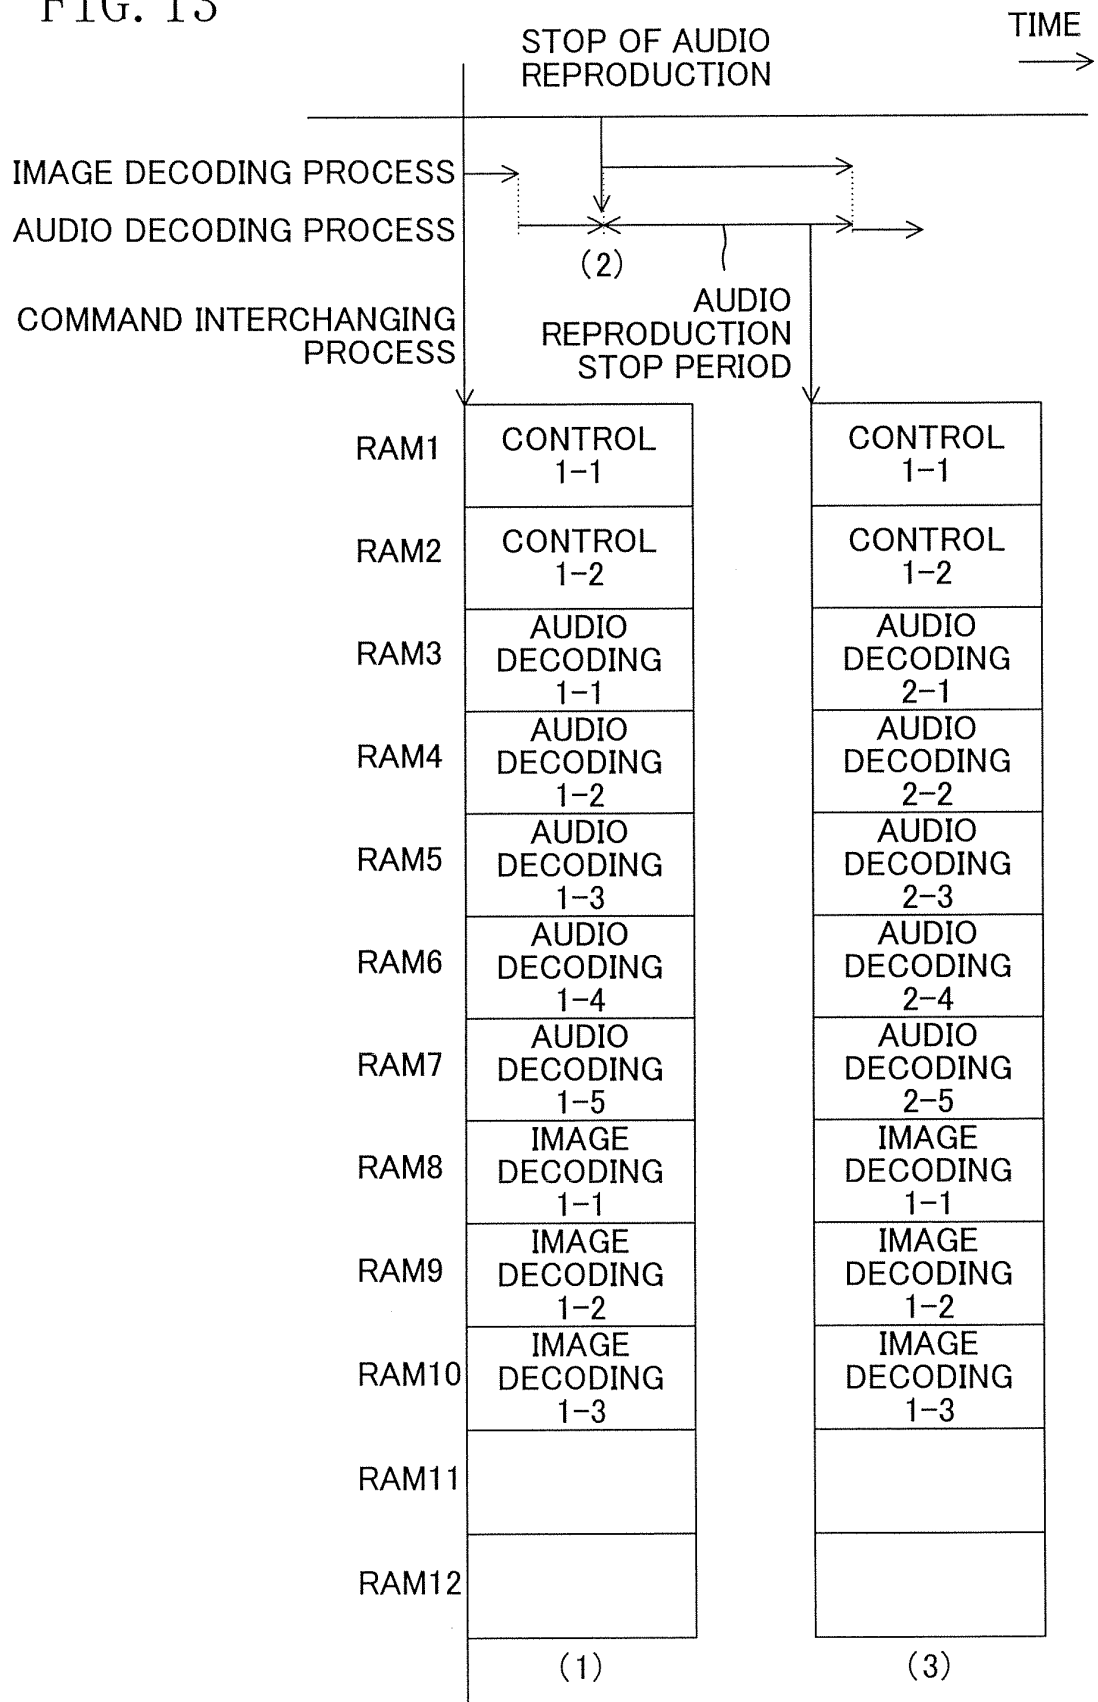 FIG. 13
TIME
STOP OF AUDIO
REPRODUCTION
IMAGE DECODING PROCESS
AUDIO DECODING PROCESS
(2)
COMMAND INTERCHANGING
PROCESS
AUDIO
REPRODUCTION
STOP PERIOD
RAM1
CONTROL
1-1
CONTROL
1-1
RAM2
CONTROL
1-2
CONTROL
1-2
RAM3
AUDIO
DECODING
1-1
AUDIO
DECODING
2-1
RAM4
AUDIO
DECODING
1-2
AUDIO
DECODING
2-2
RAM5
AUDIO
DECODING
1-3
AUDIO
DECODING
2-3
RAM6
AUDIO
DECODING
1-4
AUDIO
DECODING
2-4
RAM7
AUDIO
DECODING
1-5
AUDIO
DECODING
2-5
RAM8
IMAGE
DECODING
1-1
IMAGE
DECODING
1-1
RAM9
IMAGE
DECODING
1-2
IMAGE
DECODING
1-2
RAM10
IMAGE
DECODING
1-3
IMAGE
DECODING
1-3
RAM11
RAM12
(1)
(3)